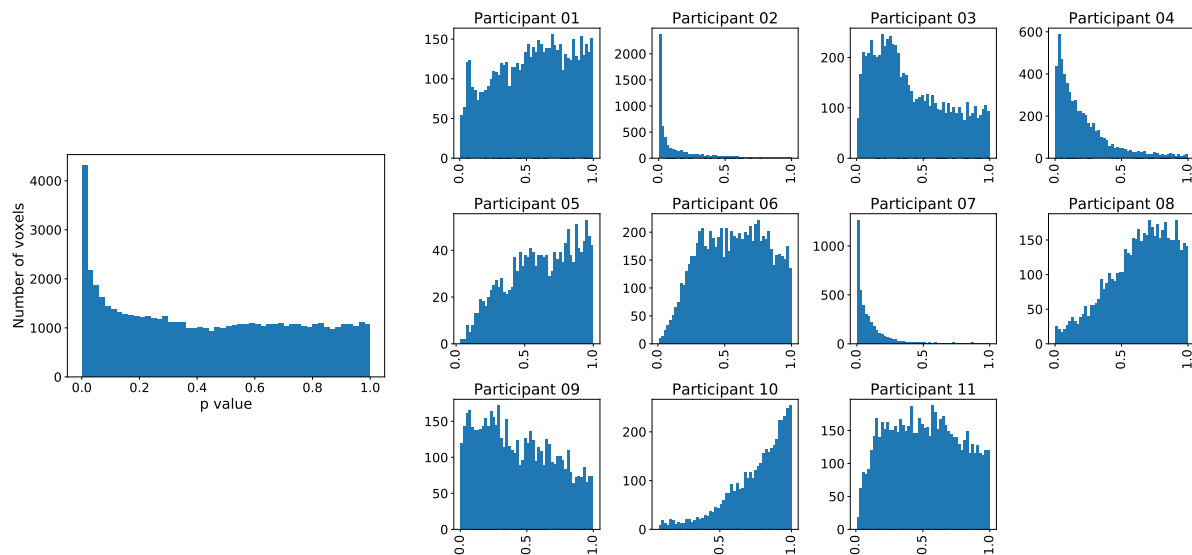 Number of voxels
4000
3000
2000
1000
0
0.0 0.2 0.4 0.6 0.8 1.0
p value
Participant 01
150
100
50
0
0.0 0.5 1.0
Participant 02
2000
1500
1000
500
0
0.0 0.5 1.0
Participant 03
200
100
0
0.0 0.5 1.0
Participant 04
600
400
200
0
0.0 0.5 1.0
Participant 05
40
20
0
0.0 0.5 1.0
Participant 06
200
150
100
50
0
0.0 0.5 1.0
Participant 07
1000
500
0
0.0 0.5 1.0
Participant 08
150
100
50
0
0.0 0.5 1.0
Participant 09
150
100
50
0
0.0 0.5 1.0
Participant 10
200
100
0
0.5 1.0
Participant 11
150
100
50
0
0.0 0.5 1.0